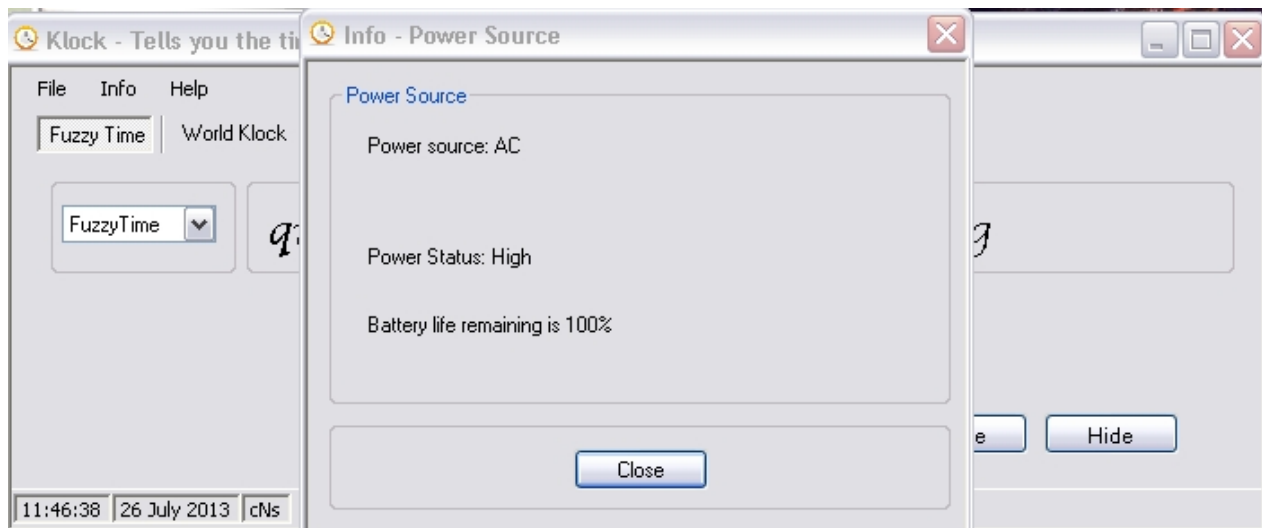 Klock - Tells you the
Info - Power Source
File Info Help
Fuzzy Time World Klock
Power Source
Power source: AC
FuzzyTime
Power Status: High
Battery life remaining is 100%
Hide
Close
11:46:38 26 July 2013 cNs